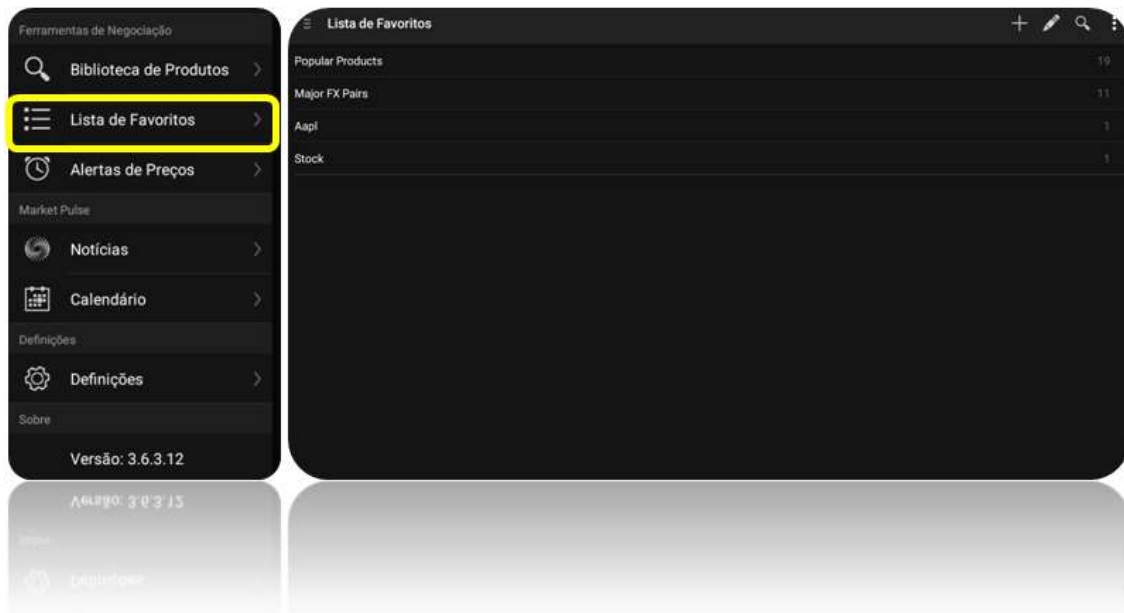 Ferramentas de Negociação
Biblioteca de Produtos
Lista de Favoritos
Alertas de Preços
Market Pulse
Notícias
Calendário
Definições
Definições
Sobre
Versão: 3.6.3.12
Lista de Favoritos
Popular Products 19
Major FX Pairs 11
Aapl 1
Stock 1